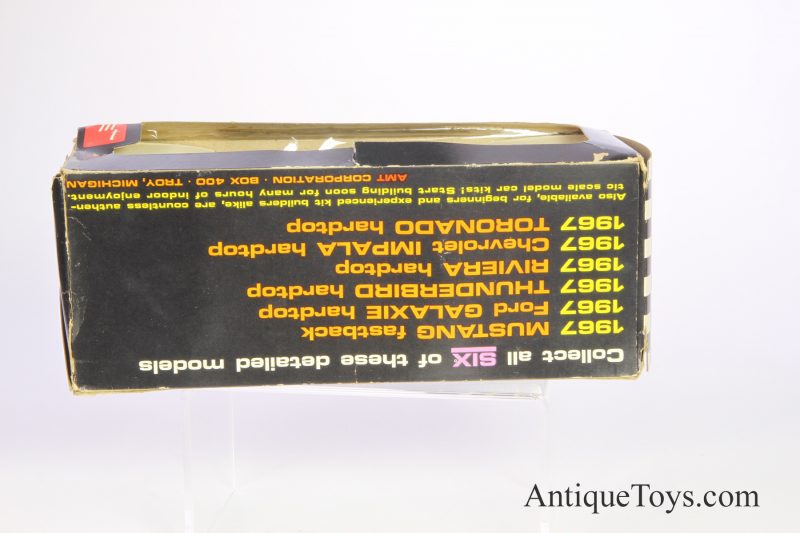 Collect all SIX of these detailed models
1967 MUSTANG fastback
1967 Ford GALAXIE hardtop
1967 THUNDERBIRD hardtop
1967 RIVIERA hardtop
1967 Chevrolet IMPALA hardtop
1967 TORONADO hardtop
Also available, for beginners and experienced kit builders alike, are countless authen-
tic scale model car kits! Start building soon for many hours of indoor enjoyment.
AMT CORPORATION · BOX 400 · TROY, MICHIGAN
AntiqueToys.com